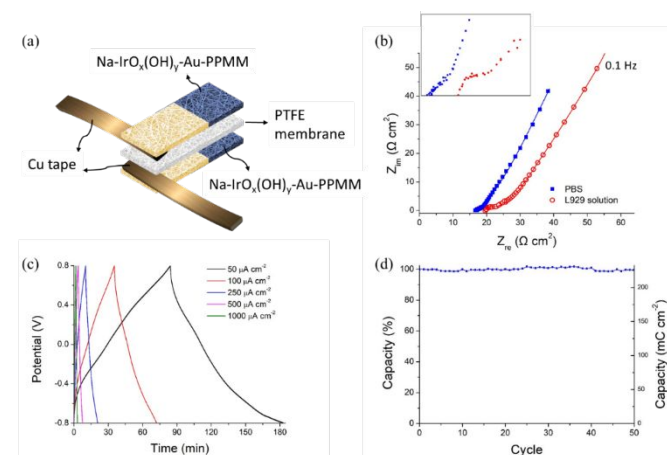 (a)
Na-IrOₓ(OH)ᵧ-Au-PPMM
PTFE
membrane
Cu tape
Na-IrOₓ(OH)ᵧ-Au-PPMM
(b)
0.1 Hz
50
40
30
20
10
0
Z_im (Ω cm²)
PBS
L929 solution
0 10 20 30 40 50 60
Z_re (Ω cm²)
(c)
0.8
0.4
0.0
-0.4
-0.8
Potential (V)
50 µA cm⁻²
100 µA cm⁻²
250 µA cm⁻²
500 µA cm⁻²
1000 µA cm⁻²
0 30 60 90 120 150 180
Time (min)
(d)
100
80
60
40
20
0
Capacity (%)
200
150
100
50
0
Capacity (mC cm⁻²)
0 10 20 30 40 50
Cycle